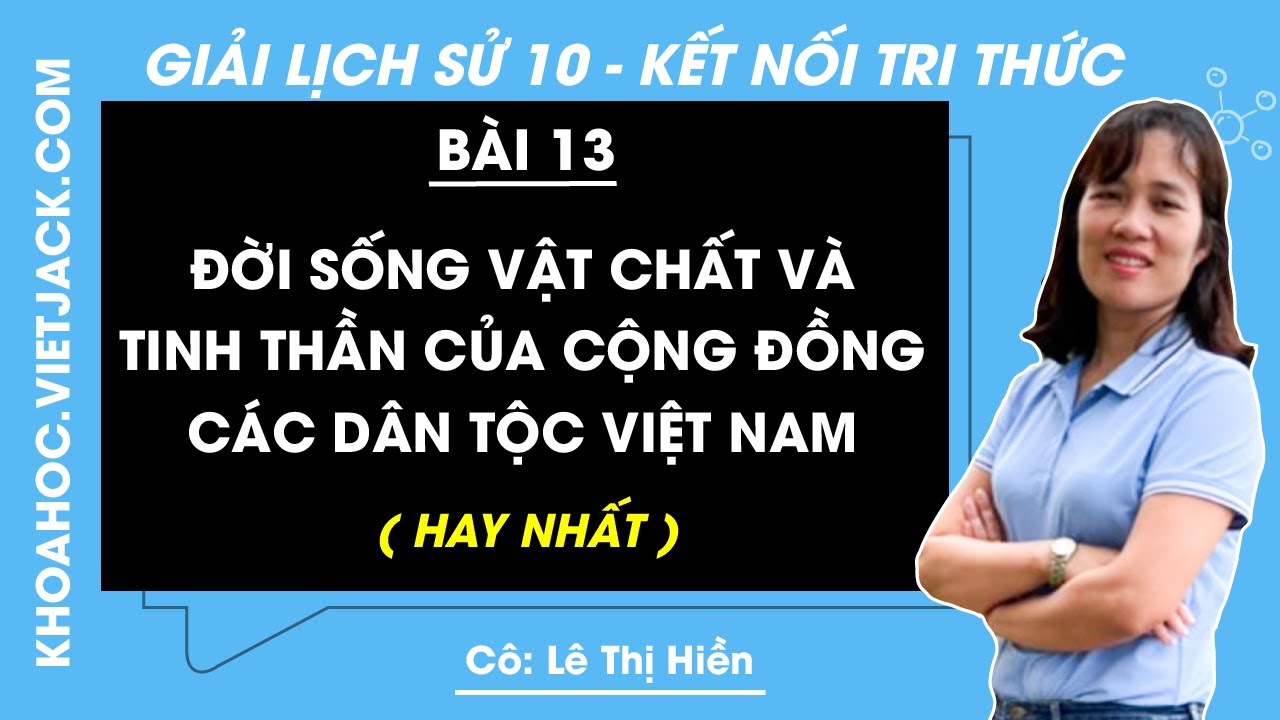 GIẢI LỊCH SỬ 10 - KẾT NỐI TRI THỨC
KHOAHOC.VIETJACK.COM
BÀI 13
ĐỜI SỐNG VẬT CHẤT VÀ
TINH THẦN CỦA CỘNG ĐỒNG
CÁC DÂN TỘC VIỆT NAM
( HAY NHẤT )
Cô: Lê Thị Hiền